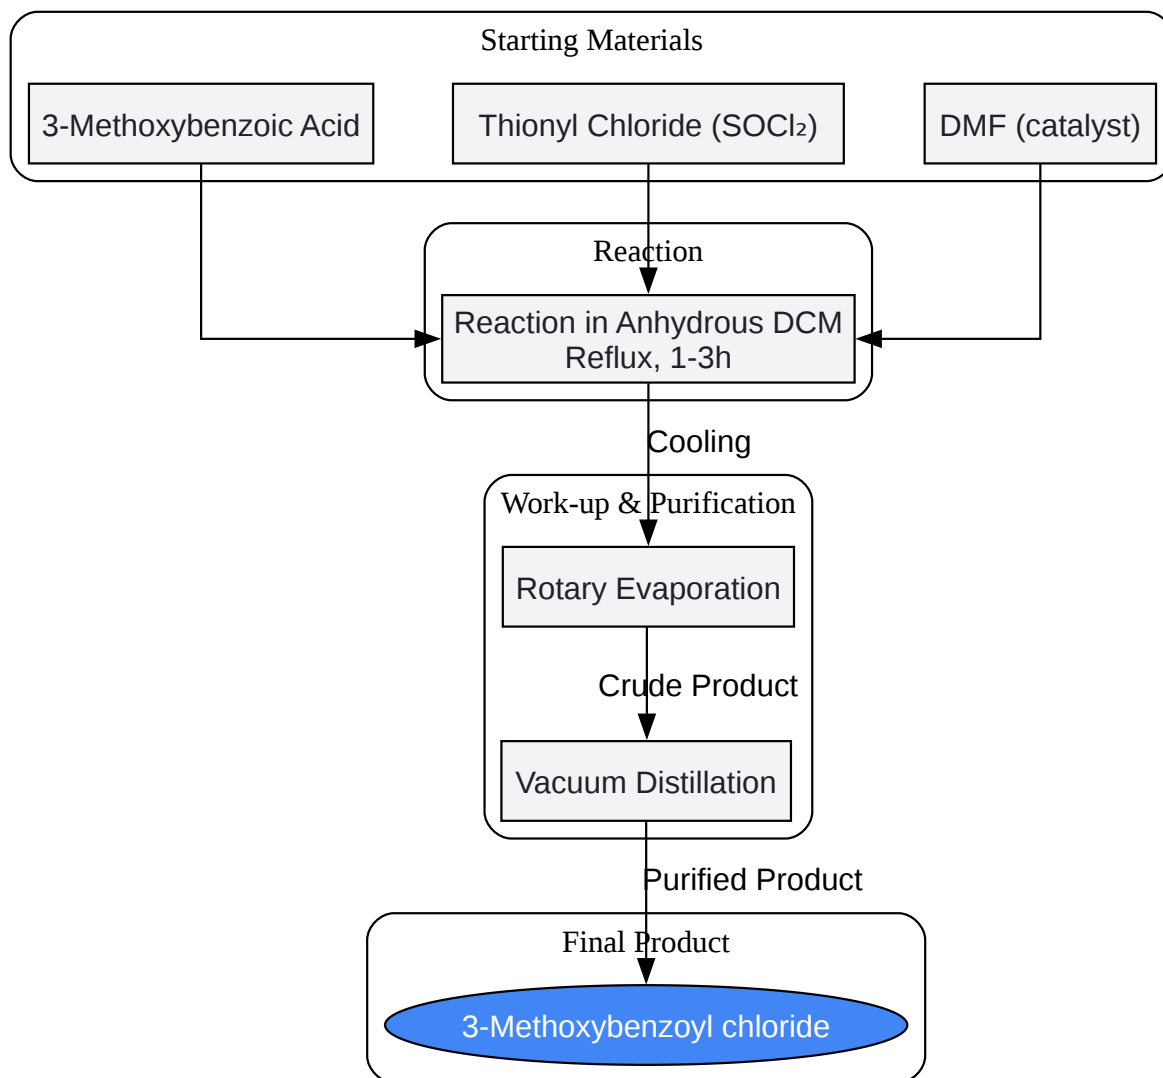 Starting Materials
3-Methoxybenzoic Acid
Thionyl Chloride (SOCl₂)
DMF (catalyst)
Reaction
Reaction in Anhydrous DCM
Reflux, 1-3h
Cooling
Work-up & Purification
Rotary Evaporation
Crude Product
Vacuum Distillation
Purified Product
Final Product
3-Methoxybenzoyl chloride